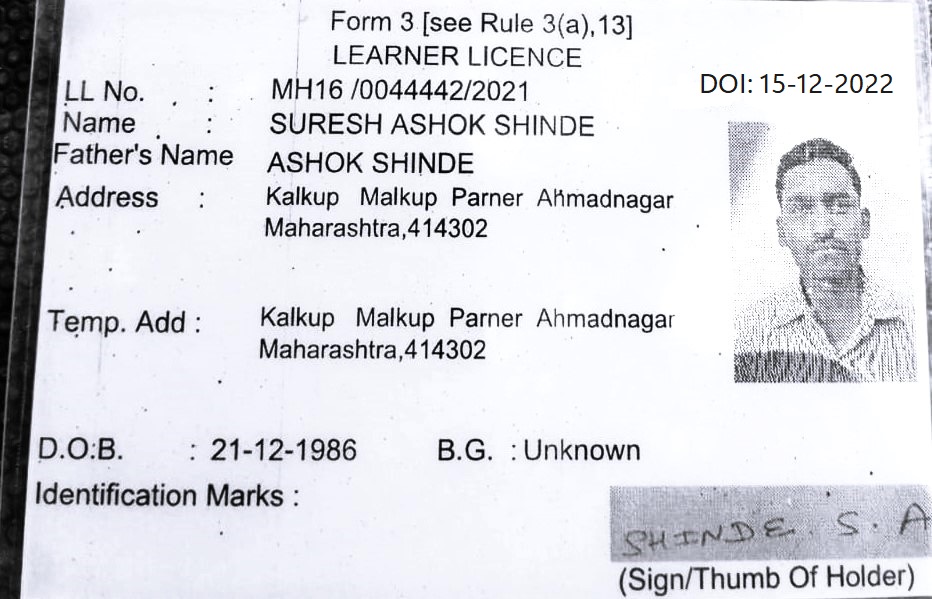 Form 3 [see Rule 3(a),13]
LEARNER LICENCE
DOI: 15-12-2022
LL No. : MH16 /0044442/2021
Name : SURESH ASHOK SHINDE
Father's Name ASHOK SHINDE
Address : Kalkup Malkup Parner Ahmadnagar
Maharashtra,414302
Temp. Add : Kalkup Malkup Parner Ahmadnagar
Maharashtra,414302
D.O.B. : 21-12-1986 B.G. : Unknown
Identification Marks :
SHINDE. S. A
(Sign/Thumb Of Holder)